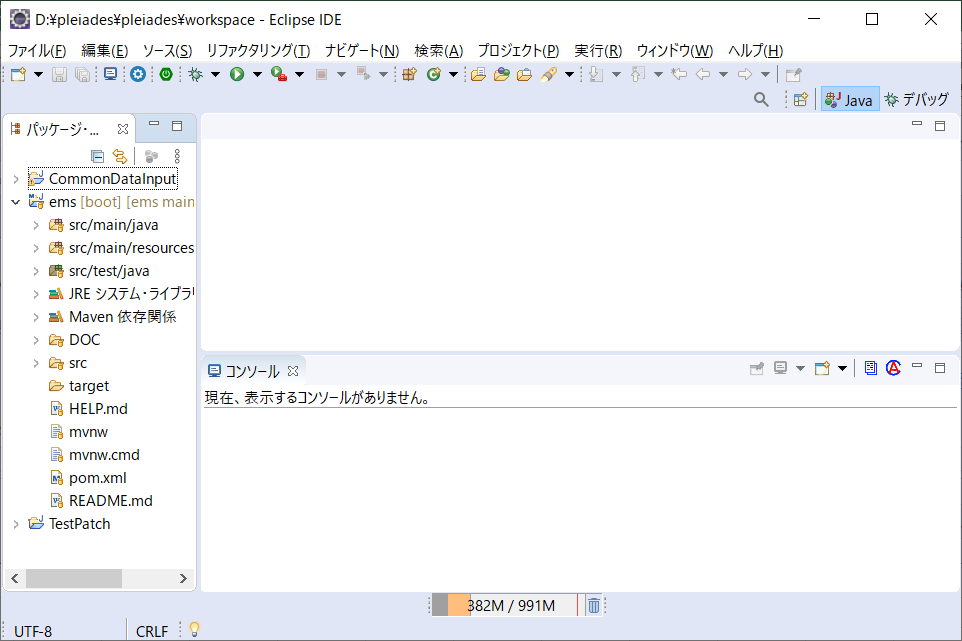 D:¥pleiades¥pleiades¥workspace - Eclipse IDE
ファイル(F) 編集(E) ソース(S) リファクタリング(T) ナビゲート(N) 検索(A) プロジェクト(P) 実行(R) ウィンドウ(W) ヘルプ(H)
Java デバッグ
パッケージ・...
CommonDataInput
ems [boot] [ems main
src/main/java
src/main/resources
src/test/java
JRE システム・ライブラリ
Maven 依存関係
DOC
src
target
HELP.md
mvnw
mvnw.cmd
pom.xml
README.md
TestPatch
コンソール
現在、表示するコンソールがありません。
382M / 991M
UTF-8 CRLF